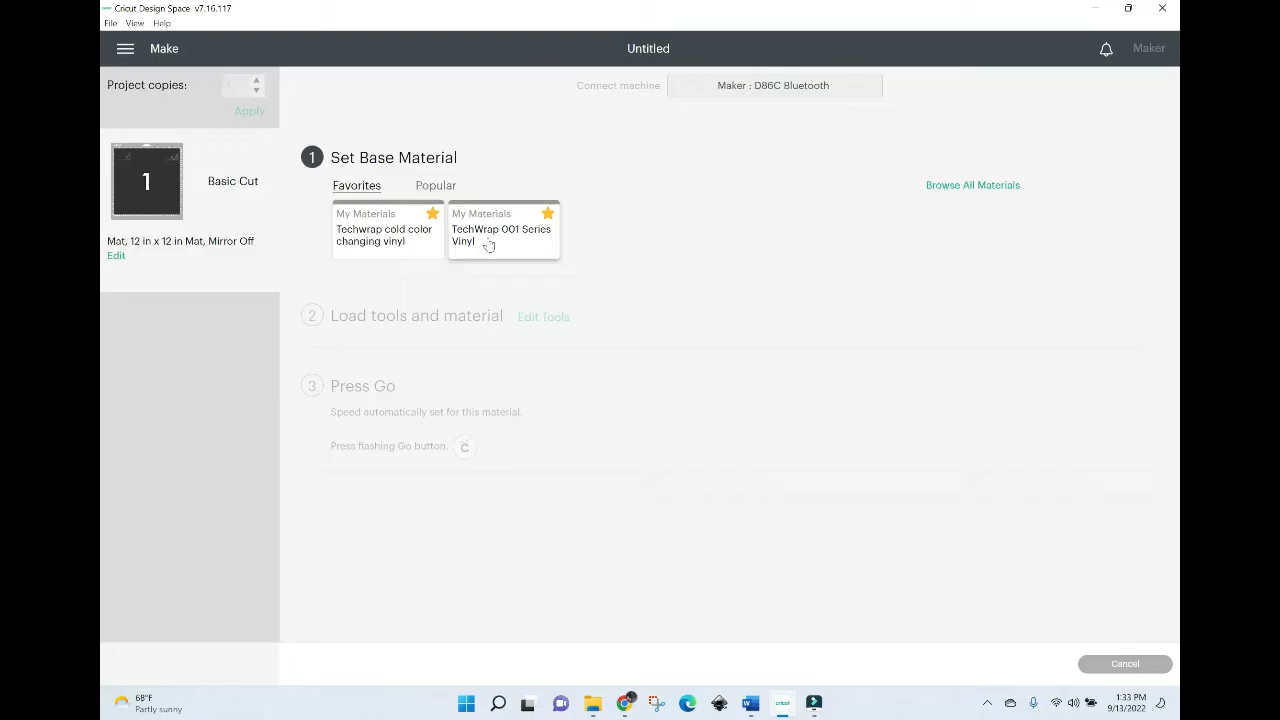 Cricut Design Space v7.16.117
File View Help
Make
Untitled
Maker
Project copies:
1
Apply
Connect machine
Maker : D86C Bluetooth
1
Basic Cut
Mat, 12 in x 12 in Mat, Mirror Off
Edit
1 Set Base Material
Favorites Popular
Browse All Materials
My Materials
Techwrap cold color
changing vinyl
My Materials
TechWrap 001 Series
Vinyl
2 Load tools and material Edit Tools
3 Press Go
Speed automatically set for this material.
Press flashing Go button.
Cancel
68°F
Partly sunny
cricut
1:33 PM
9/13/2022